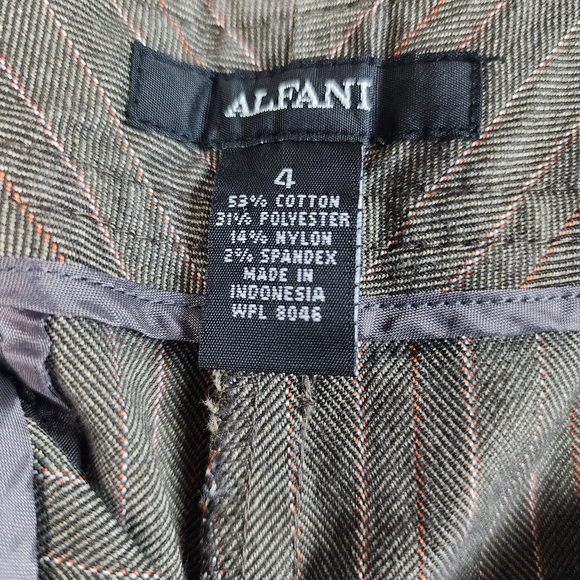 ALFANI
4
53% COTTON
31% POLYESTER
14% NYLON
2% SPANDEX
MADE IN
INDONESIA
WPL 8046